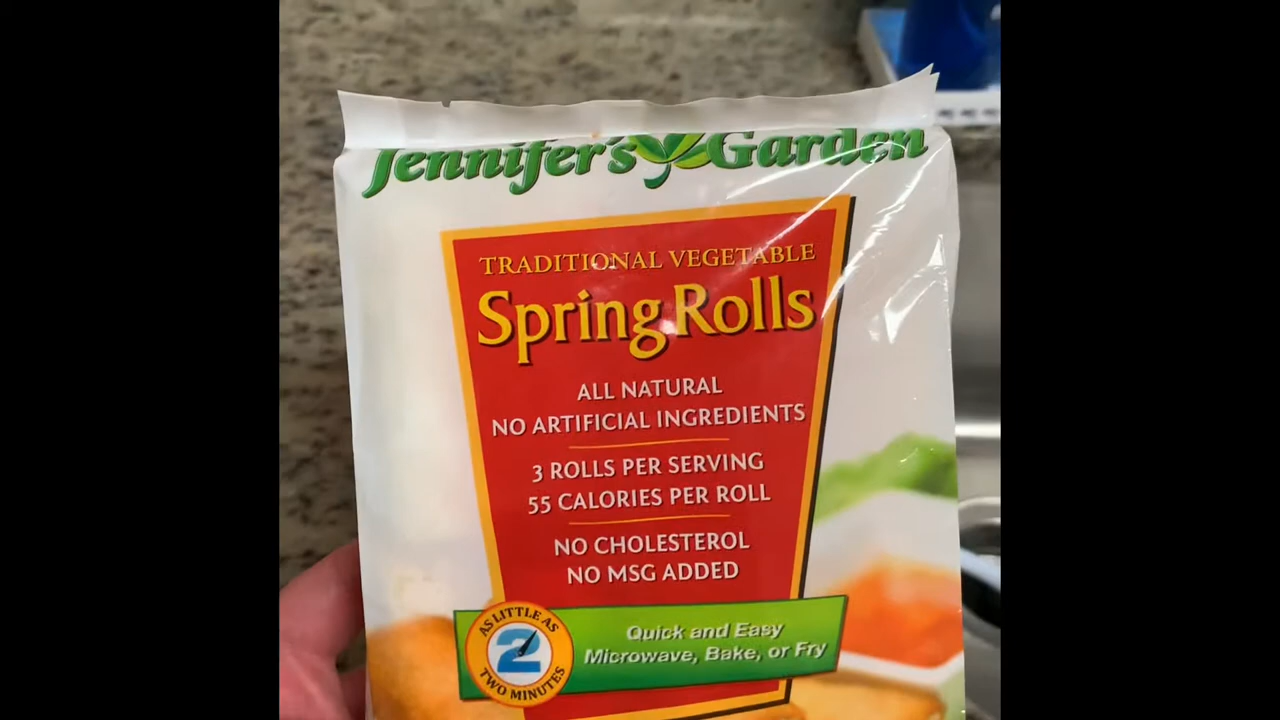 Jennifer's Garden
TRADITIONAL VEGETABLE
Spring Rolls
ALL NATURAL
NO ARTIFICIAL INGREDIENTS
3 ROLLS PER SERVING
55 CALORIES PER ROLL
NO CHOLESTEROL
NO MSG ADDED
AS LITTLE AS
2
TWO MINUTES
Quick and Easy
Microwave, Bake, or Fry